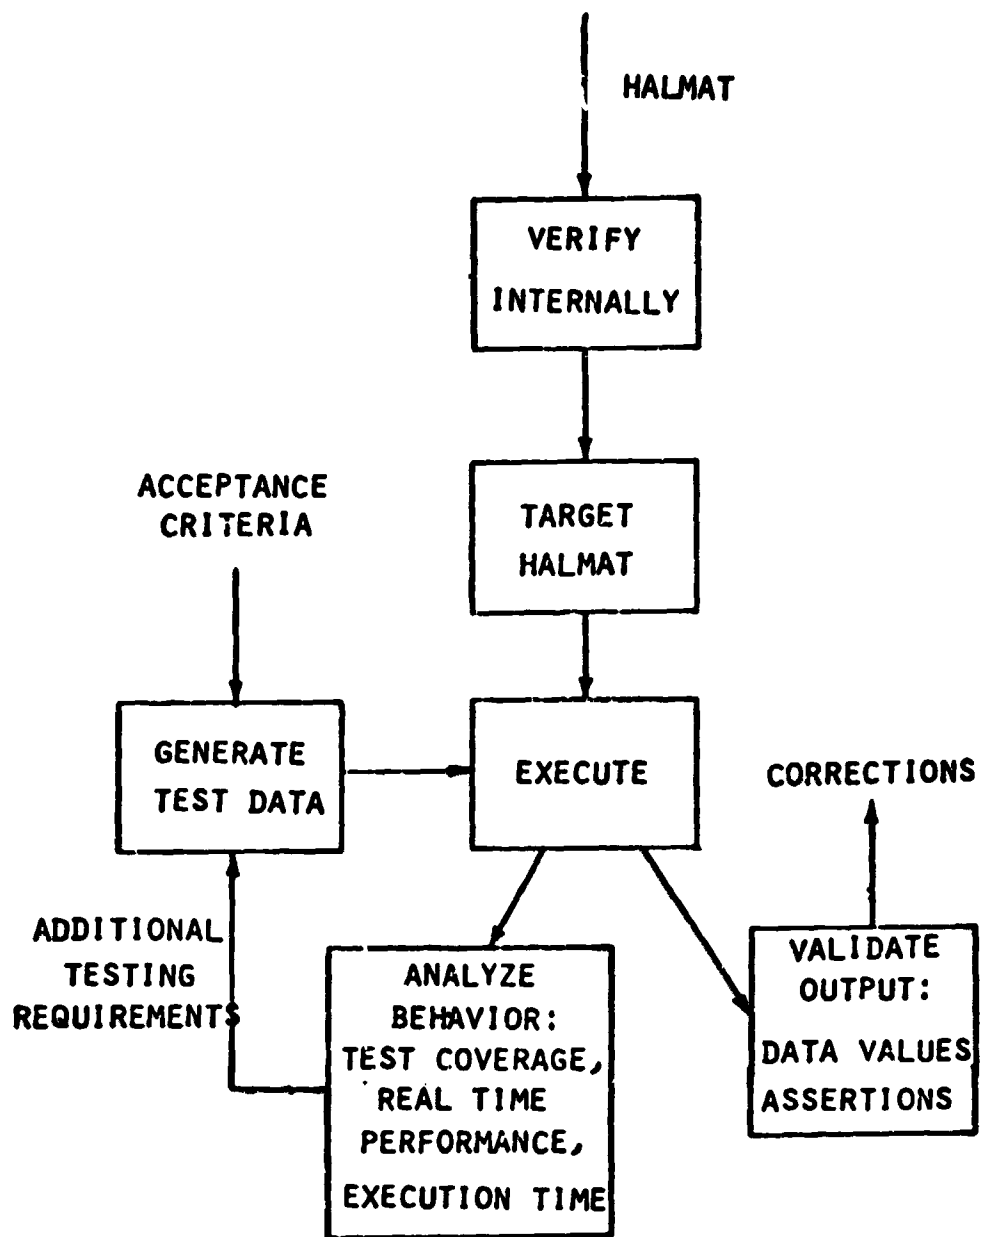 HALMAT
VERIFY
INTERNALLY
ACCEPTANCE
CRITERIA
TARGET
HALMAT
GENERATE
TEST DATA
EXECUTE
CORRECTIONS
ADDITIONAL
TESTING
REQUIREMENTS
ANALYZE
BEHAVIOR:
TEST COVERAGE,
REAL TIME
PERFORMANCE,
EXECUTION TIME
VALIDATE
OUTPUT:
DATA VALUES
ASSERTIONS